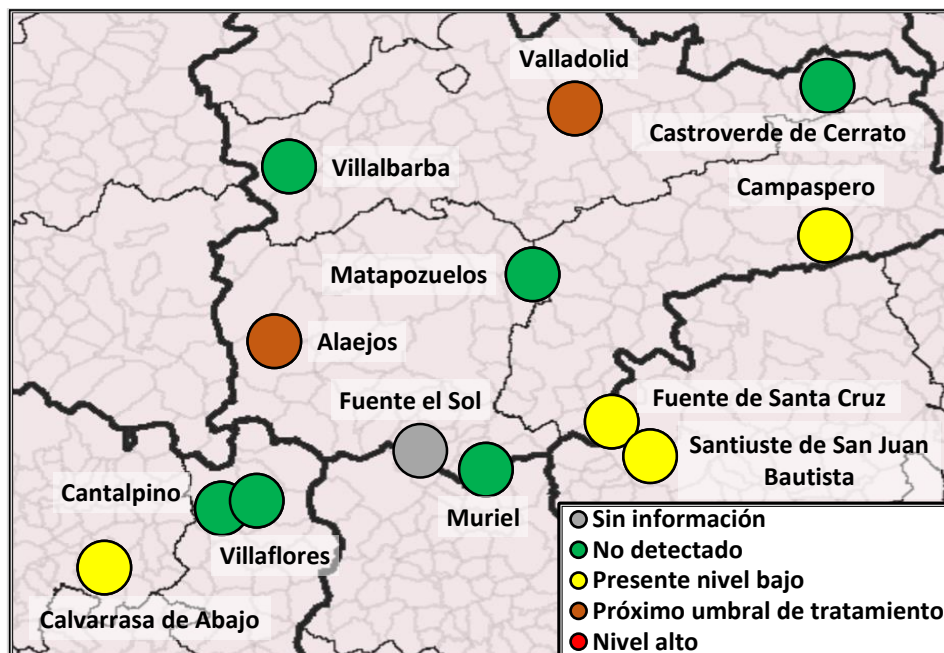 Valladolid
Castroverde de Cerrato
Villalbarba
Campaspero
Matapozuelos
Alaejos
Fuente el Sol
Fuente de Santa Cruz
Santiuste de San Juan
Bautista
Cantalpino
Muriel
Villaflores
Calvarrasa de Abajo
Sin información
No detectado
Presente nivel bajo
Próximo umbral de tratamiento
Nivel alto